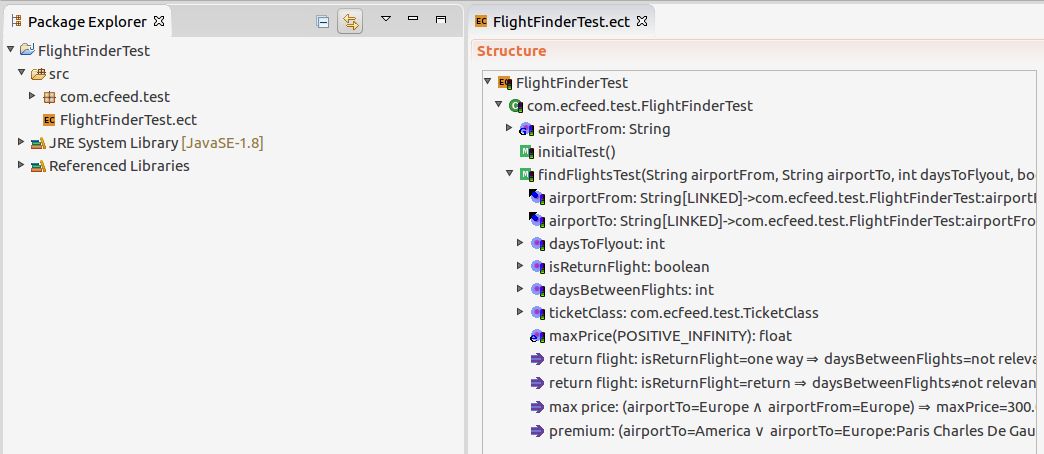 Package Explorer
FlightFinderTest
src
com.ecfeed.test
FlightFinderTest.ect
JRE System Library [JavaSE-1.8]
Referenced Libraries
FlightFinderTest.ect
Structure
FlightFinderTest
com.ecfeed.test.FlightFinderTest
airportFrom: String
initialTest()
findFlightsTest(String airportFrom, String airportTo, int daysToFlyout, boo
airportFrom: String[LINKED]->com.ecfeed.test.FlightFinderTest:airportF
airportTo: String[LINKED]->com.ecfeed.test.FlightFinderTest:airportFro
daysToFlyout: int
isReturnFlight: boolean
daysBetweenFlights: int
ticketClass: com.ecfeed.test.TicketClass
maxPrice(POSITIVE_INFINITY): float
return flight: isReturnFlight=one way ⇒ daysBetweenFlights=not releva
return flight: isReturnFlight=return ⇒ daysBetweenFlights≠not relevan
max price: (airportTo=Europe ∧ airportFrom=Europe) ⇒ maxPrice=300.
premium: (airportTo=America ∨ airportTo=Europe:Paris Charles De Gau